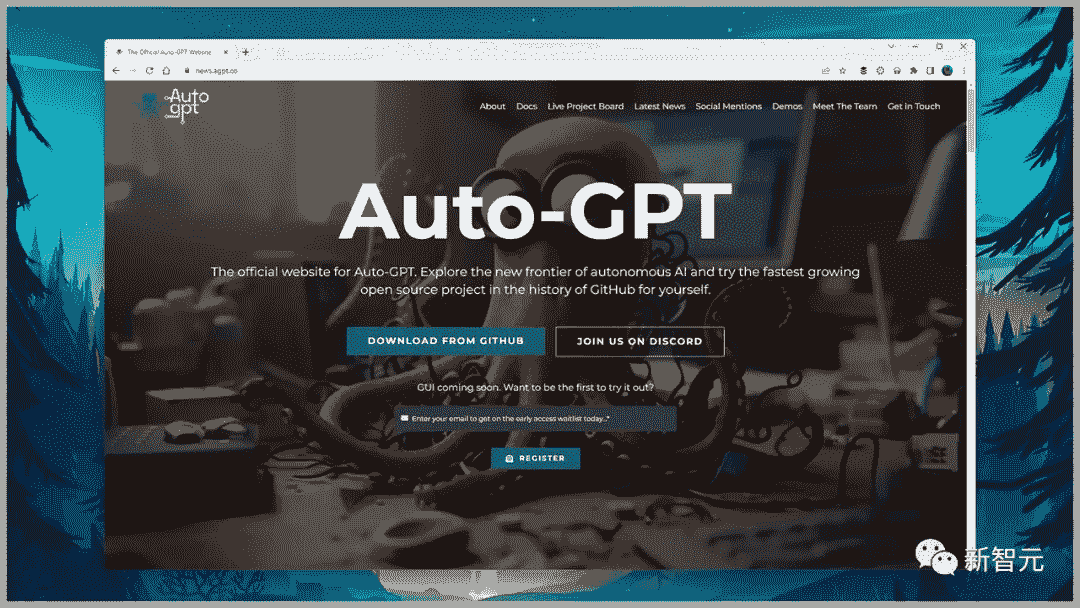 The Official Auto-GPT Website
news.agpt.co
Auto
gpt
About Docs Live Project Board Latest News Social Mentions Demos Meet The Team Get in Touch
Auto-GPT
The official website for Auto-GPT. Explore the new frontier of autonomous AI and try the fastest growing
open source project in the history of GitHub for yourself.
DOWNLOAD FROM GITHUB JOIN US ON DISCORD
GUI coming soon. Want to be the first to try it out?
Enter your email to get on the early access waitlist today...*
REGISTER
新智元